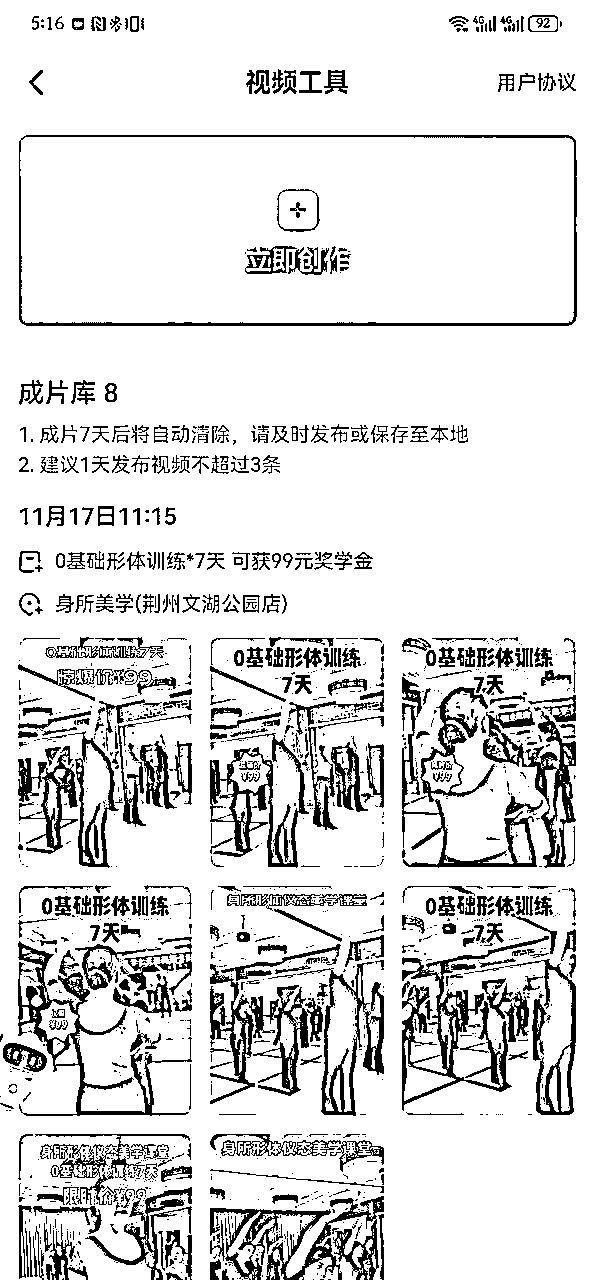 5:16
92
视频工具
用户协议
立即创作
成片库 8
1. 成片7天后将自动清除，请及时发布或保存至本地
2. 建议1天发布视频不超过3条
11月17日11:15
0基础形体训练*7天 可获99元奖学金
身所美学(荆州文湖公园店)
0基础形体训练7天
0基础形体训练
7天
¥99
0基础形体训练
7天
¥99
0基础形体训练
7天
¥99
身所形体仪态美学课堂
0基础形体训练
7天
身所形体仪态美学课堂
0基础形体训练7天
限时价¥99
身所形体仪态美学课堂